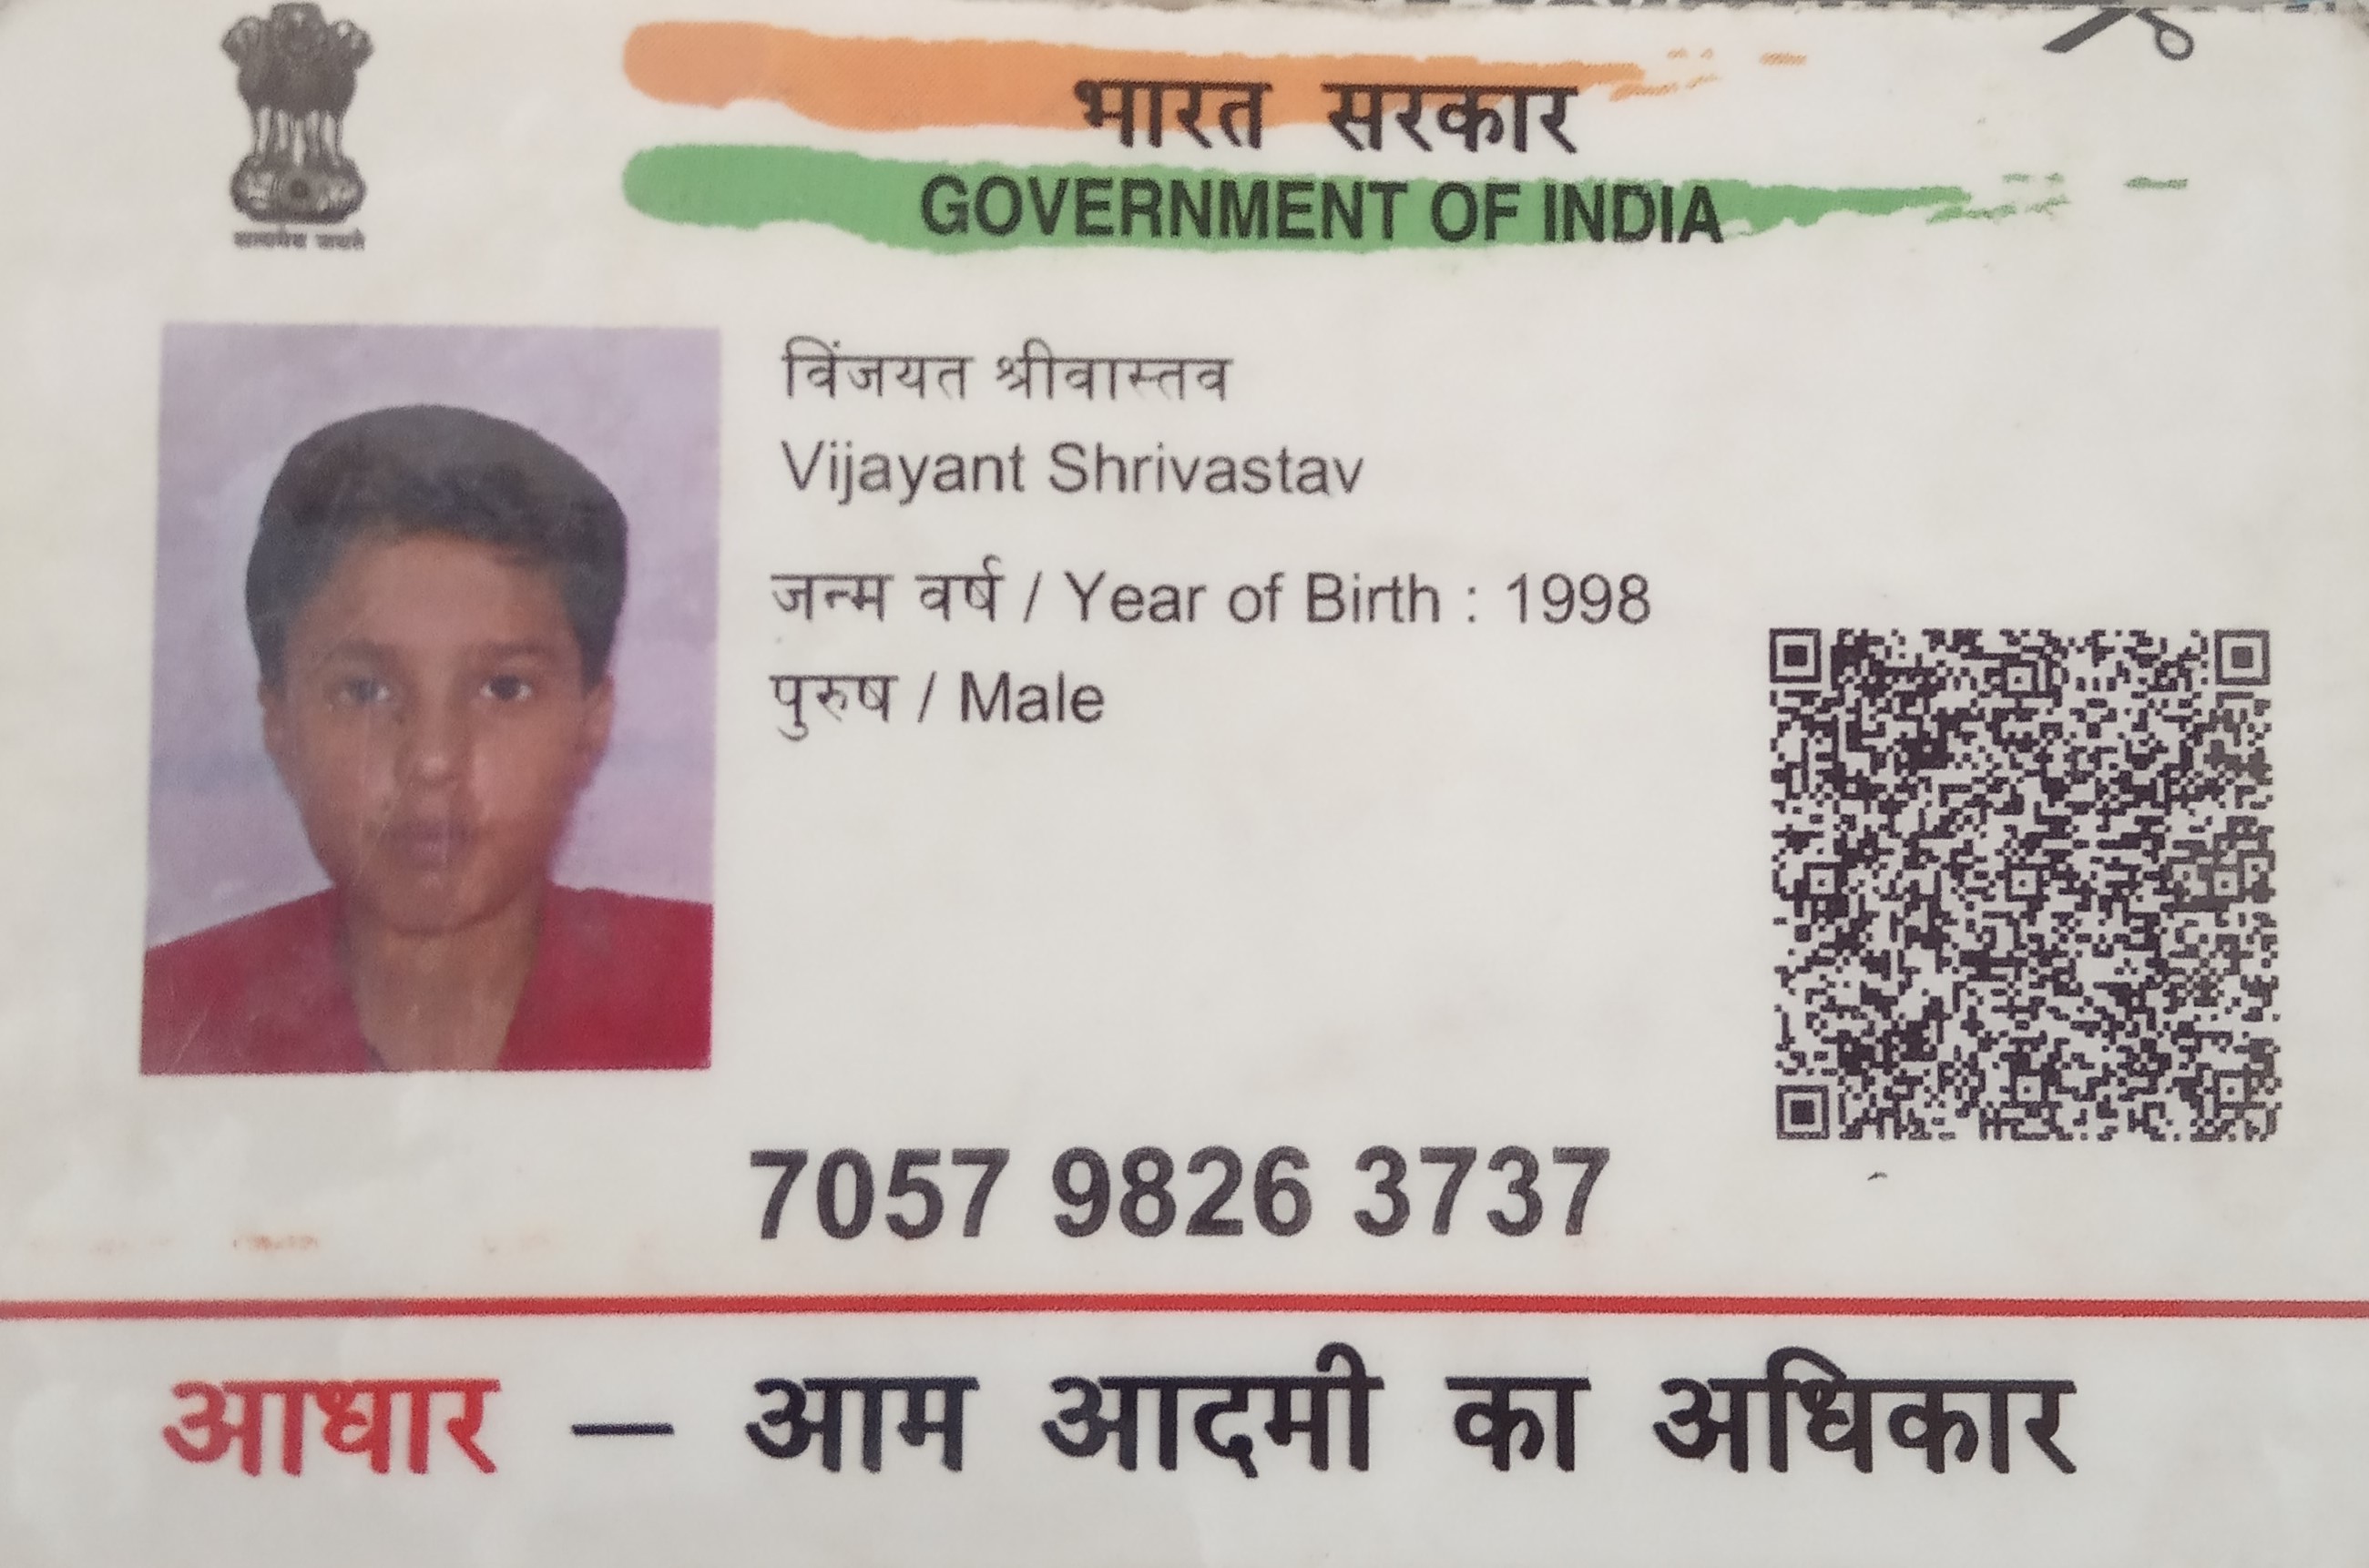 सत्यमेव जयते
भारत सरकार
GOVERNMENT OF INDIA
विंजयत श्रीवास्तव
Vijayant Shrivastav
जन्म वर्ष / Year of Birth : 1998
पुरुष / Male
7057 9826 3737
आधार – आम आदमी का अधिकार